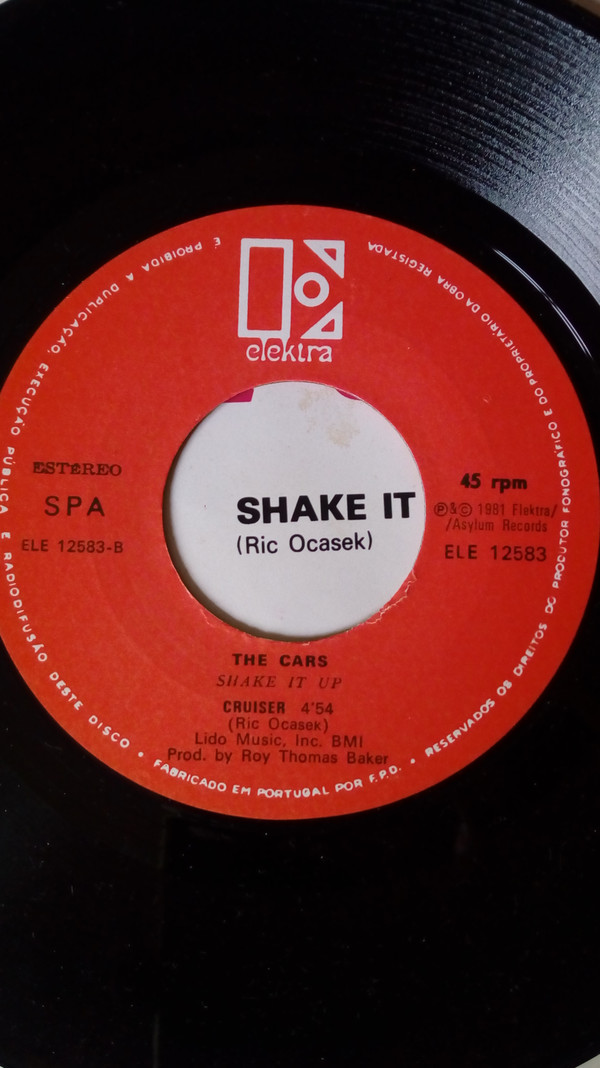 É PROIBIDA A DUPLICAÇÃO, EXECUÇÃO PÚBLICA E RADIODIFUSÃO DESTE DISCO • FABRICADO EM PORTUGAL POR F.P.D. • RESERVADOS OS DIREITOS DO PRODUTOR FONOGRÁFICO E DO PROPRIETÁRIO DA OBRA REGISTADA
elektra
ESTÉREO
SPA
ELE 12583-B
SHAKE IT
(Ric Ocasek)
45 rpm
℗&© 1981 Elektra/
/Asylum Records
ELE 12583
THE CARS
SHAKE IT UP
CRUISER 4'54
(Ric Ocasek)
Lido Music, Inc. BMI
Prod. by Roy Thomas Baker